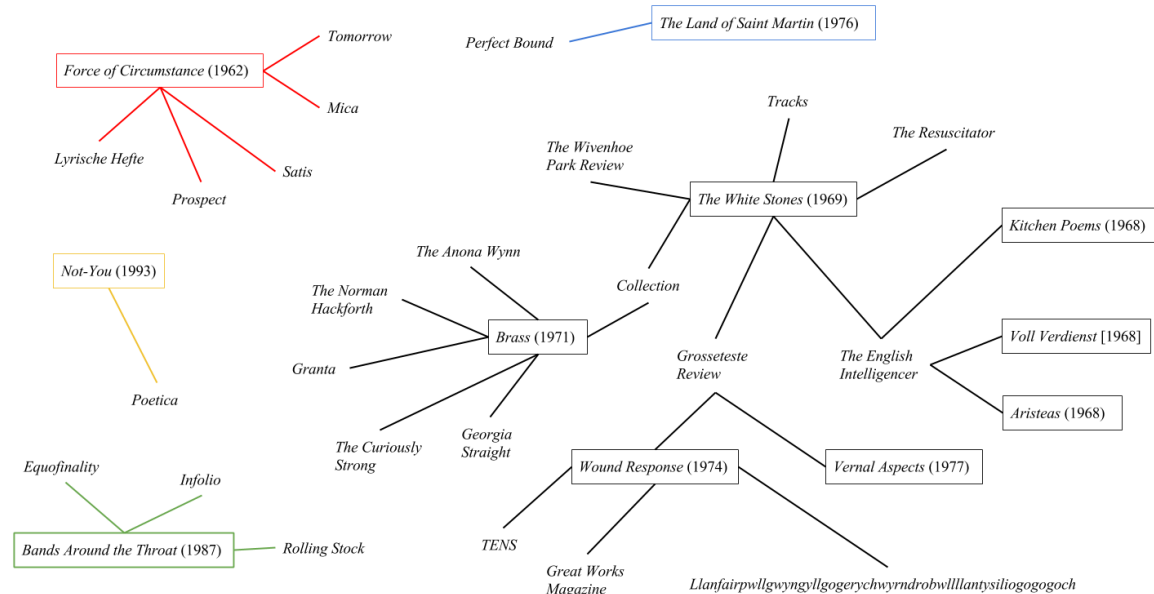 Tomorrow
The Land of Saint Martin (1976)
Perfect Bound
Force of Circumstance (1962)
Mica
Tracks
The Resuscitator
The Wivenhoe
Park Review
Lyrische Hefte
Satis
Prospect
The White Stones (1969)
Kitchen Poems (1968)
The Anona Wynn
Not-You (1993)
Collection
The Norman
Hackforth
Brass (1971)
Voll Verdienst [1968]
Grosseteste
Review
The English
Intelligencer
Granta
Poetica
Aristeas (1968)
The Curiously
Strong
Georgia
Straight
Equofinality
Infolio
Wound Response (1974)
Vernal Aspects (1977)
Bands Around the Throat (1987)
Rolling Stock
TENS
Great Works
Magazine
Llanfairpwllgwyngyllgogerychwyrndrobwllllantysiliogogogoch